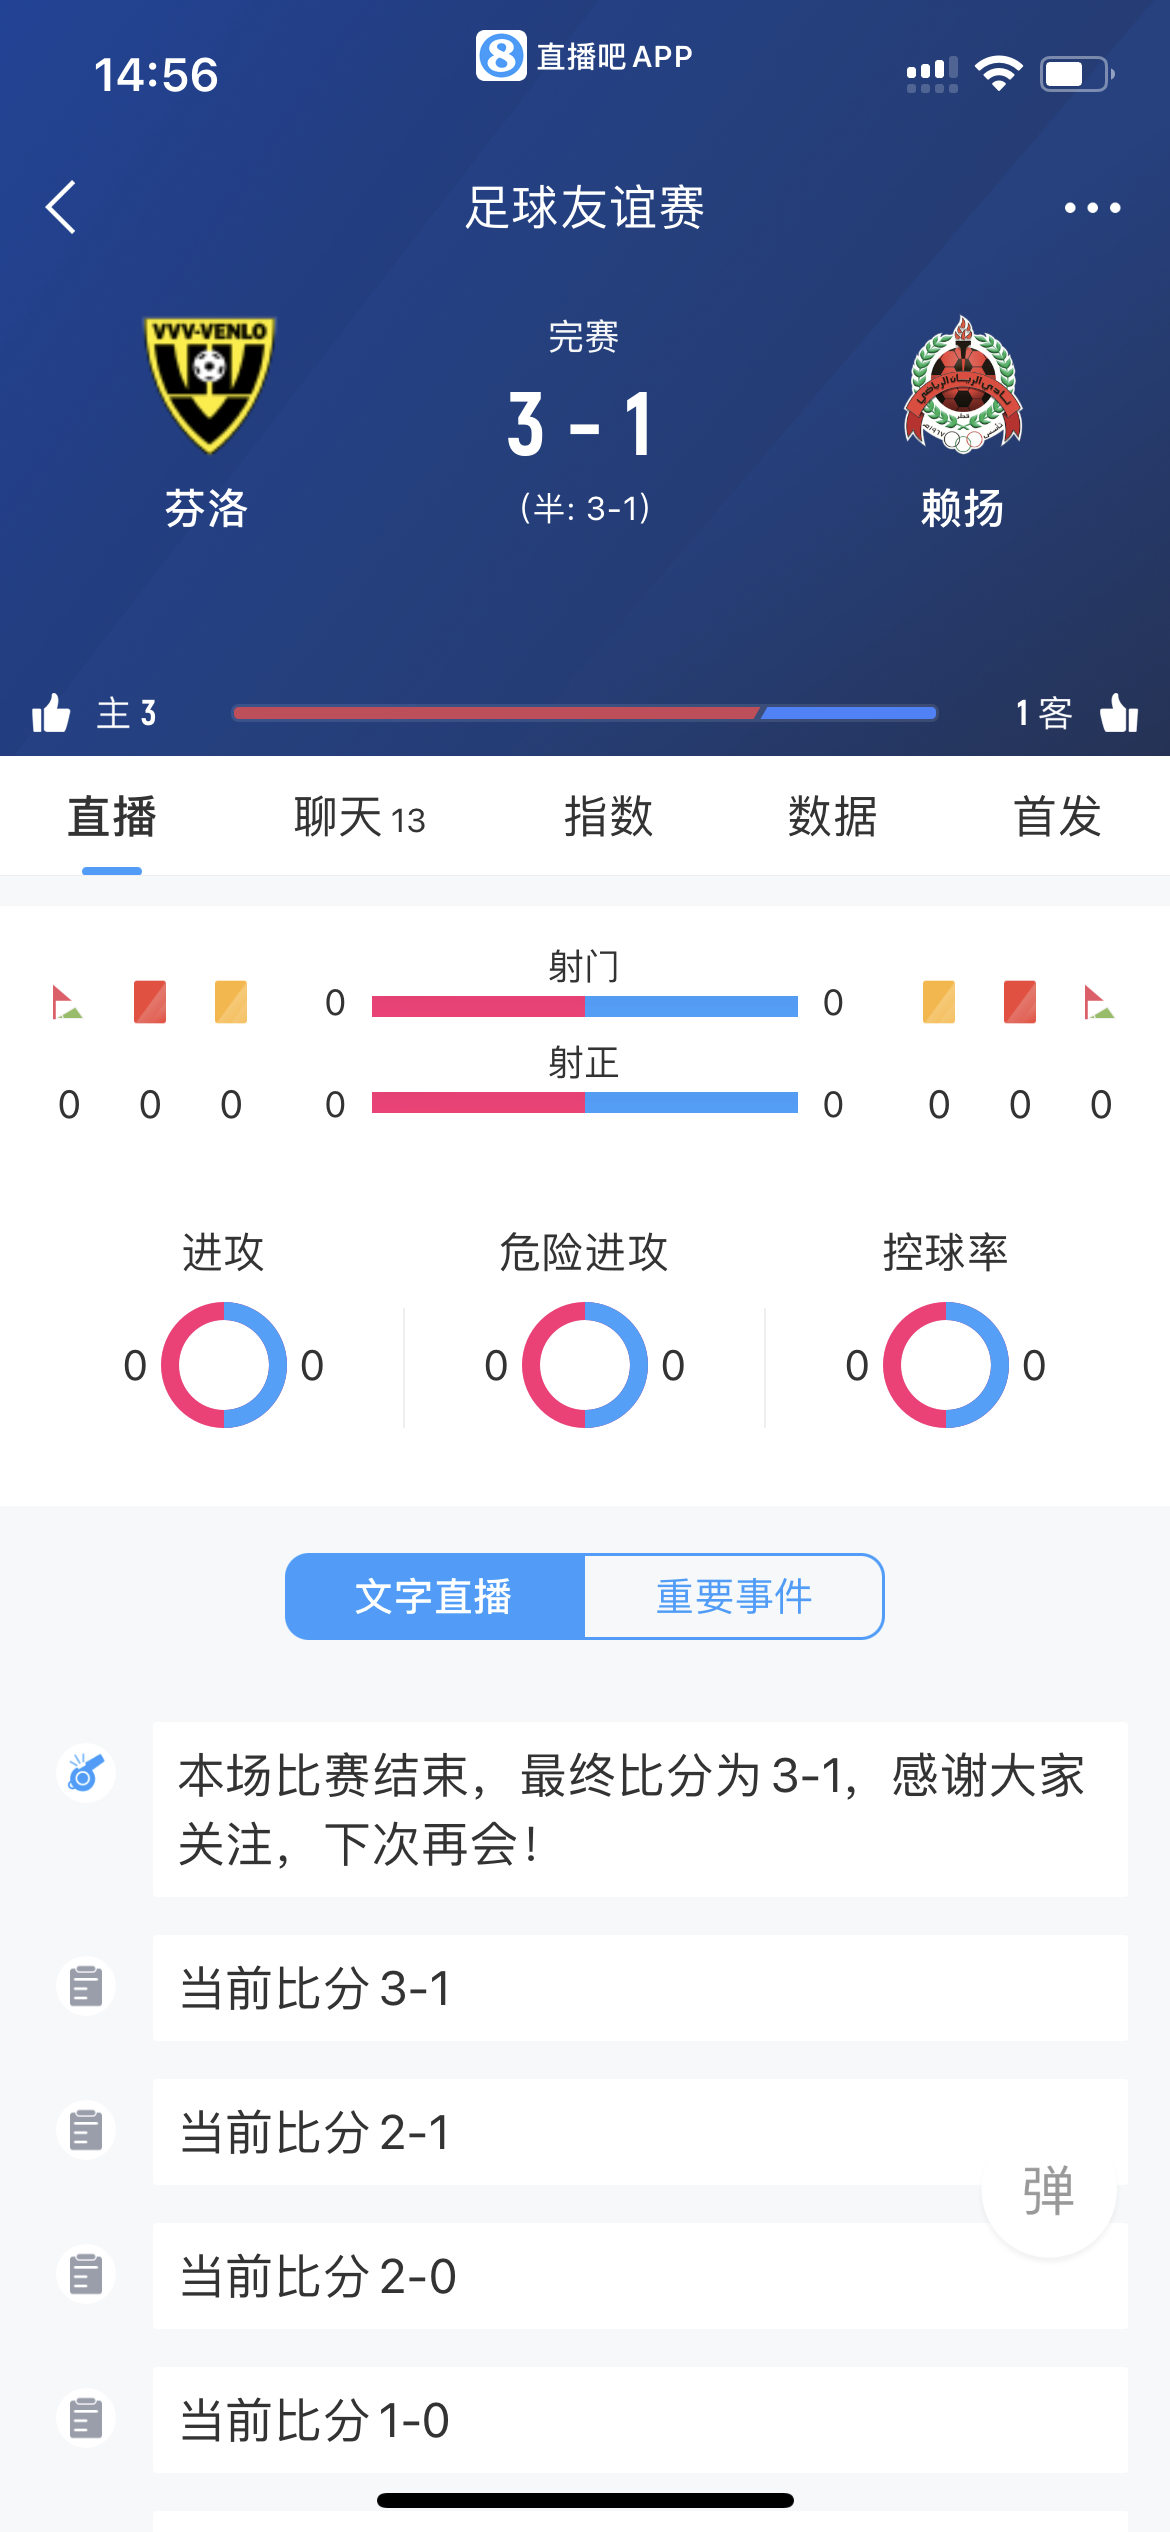 14:56
直播吧 APP
足球友谊赛
VVV-VENLO
完赛
3 - 1
(半: 3-1)
芬洛
赖扬
主 3
1 客
直播
聊天 13
指数
数据
首发
射门
0
0
射正
0 0 0 0
0 0 0 0
进攻
危险进攻
控球率
0 0
0 0
0 0
文字直播
重要事件
本场比赛结束，最终比分为 3-1，感谢大家
关注，下次再会！
当前比分 3-1
当前比分 2-1
弹
当前比分 2-0
当前比分 1-0